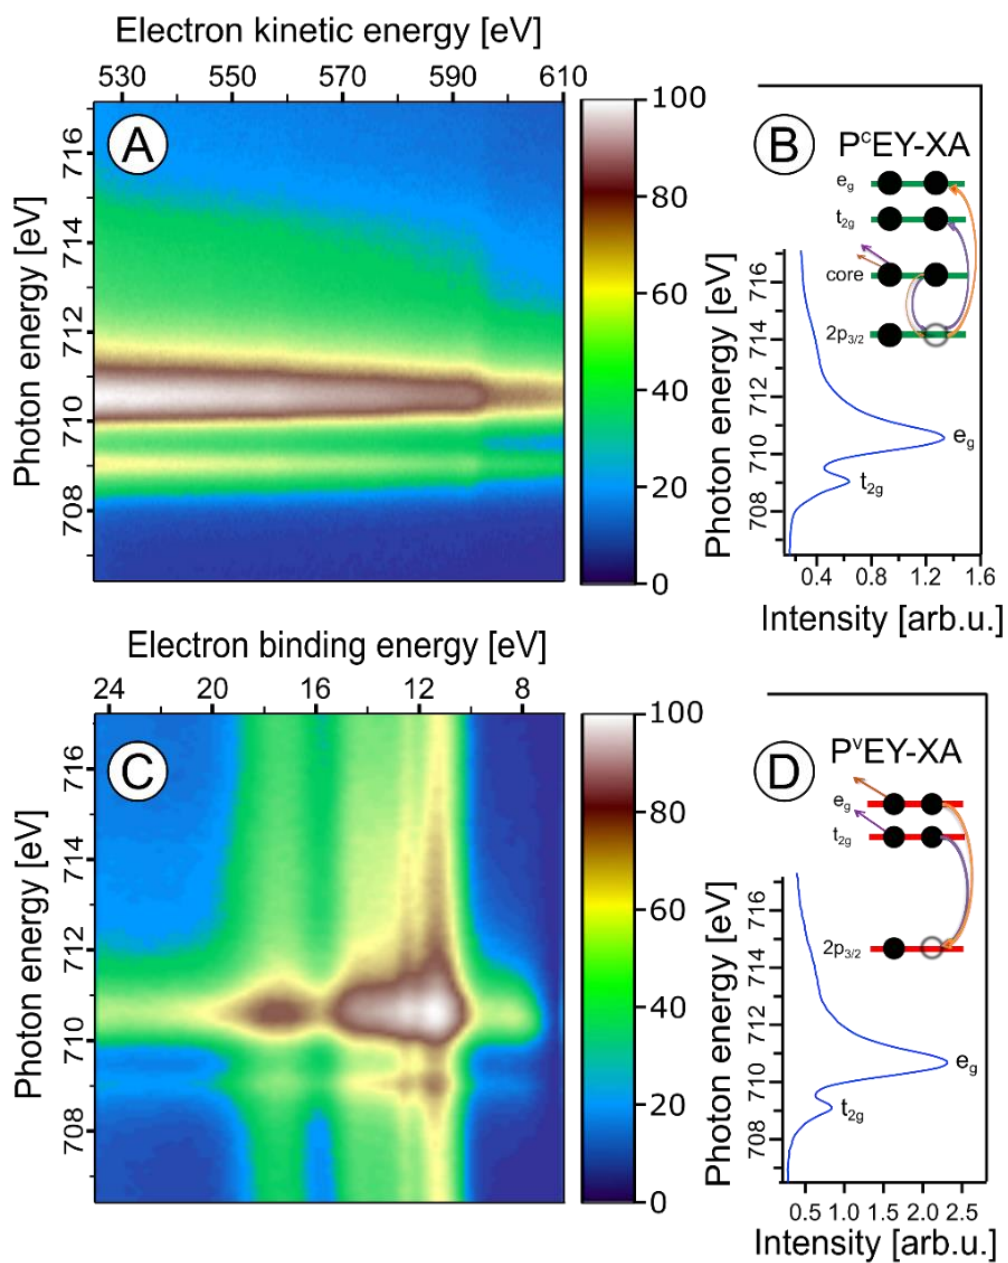 Electron kinetic energy [eV]
530 550 570 590 610
A
Photon energy [eV]
716
714
712
710
708
100
80
60
40
20
0
B
PᶜEY-XA
e_g
t_2g
core
2p_3/2
Photon energy [eV]
716
714
712
710
708
e_g
t_2g
0.4 0.8 1.2 1.6
Intensity [arb.u.]
Electron binding energy [eV]
24 20 16 12 8
C
Photon energy [eV]
716
714
712
710
708
100
80
60
40
20
0
D
PᵛEY-XA
e_g
t_2g
2p_3/2
Photon energy [eV]
716
714
712
710
708
e_g
t_2g
0.5 1.0 1.5 2.0 2.5
Intensity [arb.u.]